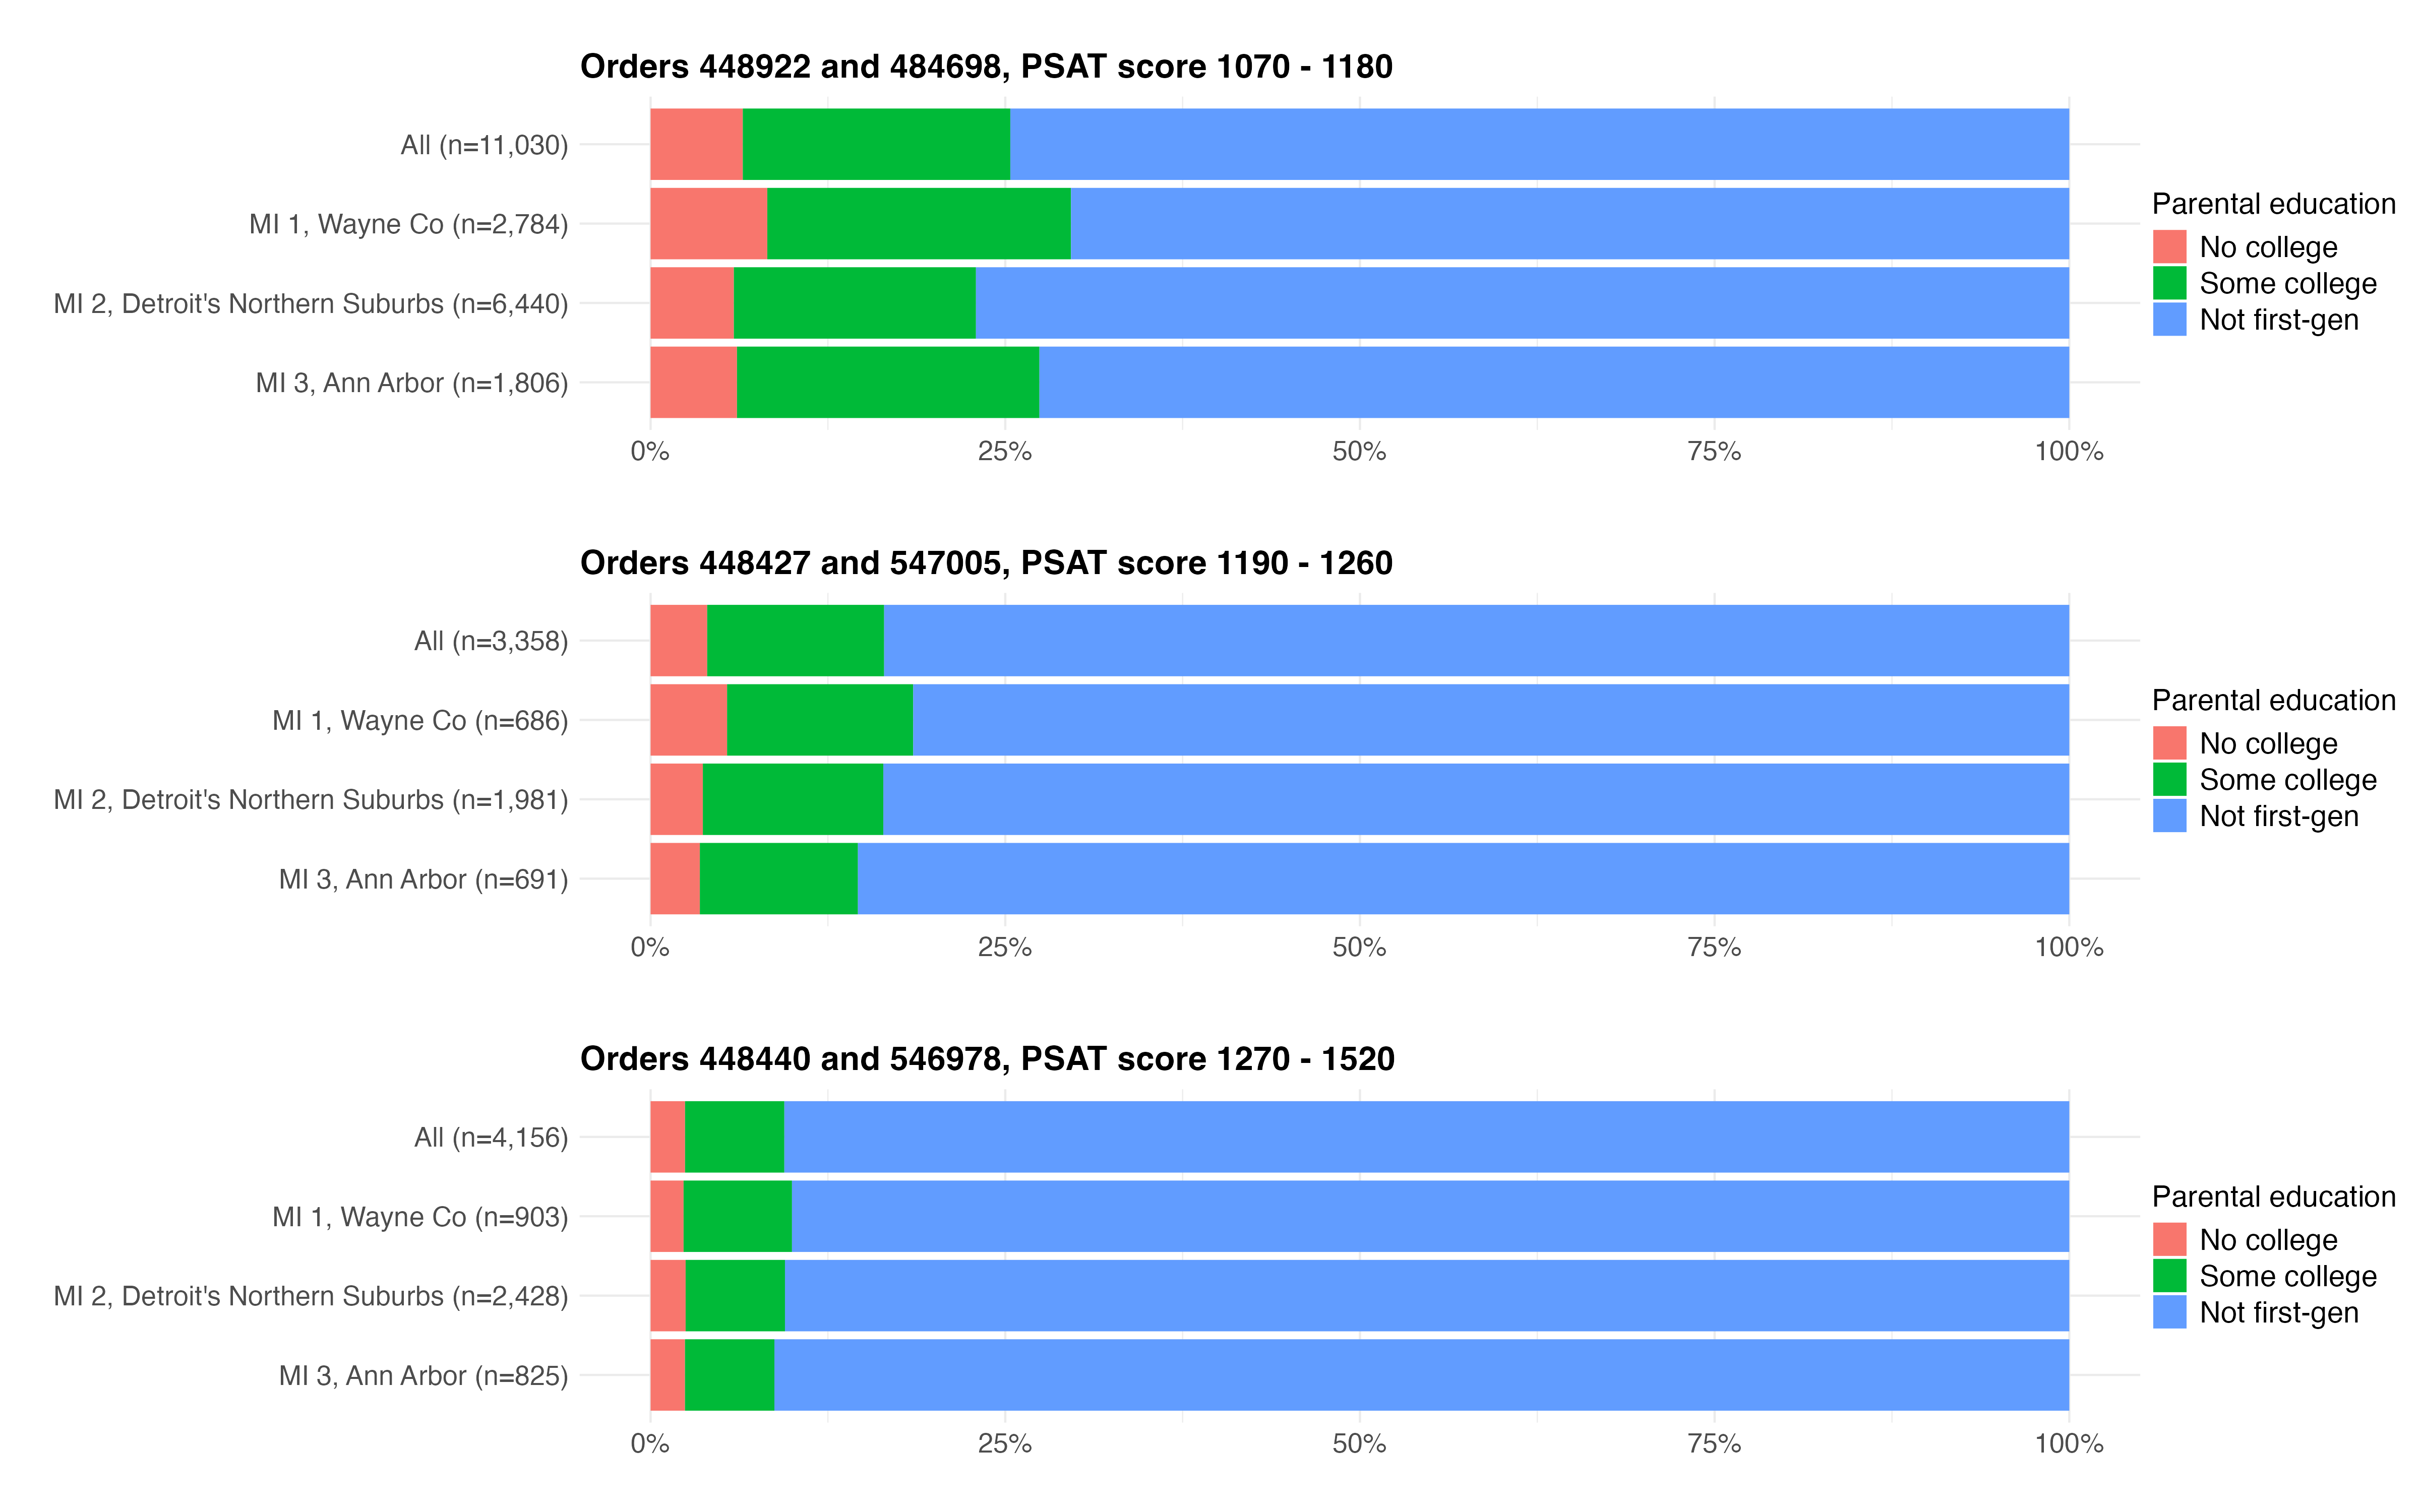 Orders 448922 and 484698, PSAT score 1070 - 1180
All (n=11,030)
MI 1, Wayne Co (n=2,784)
MI 2, Detroit's Northern Suburbs (n=6,440)
MI 3, Ann Arbor (n=1,806)
0% 25% 50% 75% 100%
Parental education
No college
Some college
Not first-gen
Orders 448427 and 547005, PSAT score 1190 - 1260
All (n=3,358)
MI 1, Wayne Co (n=686)
MI 2, Detroit's Northern Suburbs (n=1,981)
MI 3, Ann Arbor (n=691)
0% 25% 50% 75% 100%
Parental education
No college
Some college
Not first-gen
Orders 448440 and 546978, PSAT score 1270 - 1520
All (n=4,156)
MI 1, Wayne Co (n=903)
MI 2, Detroit's Northern Suburbs (n=2,428)
MI 3, Ann Arbor (n=825)
0% 25% 50% 75% 100%
Parental education
No college
Some college
Not first-gen